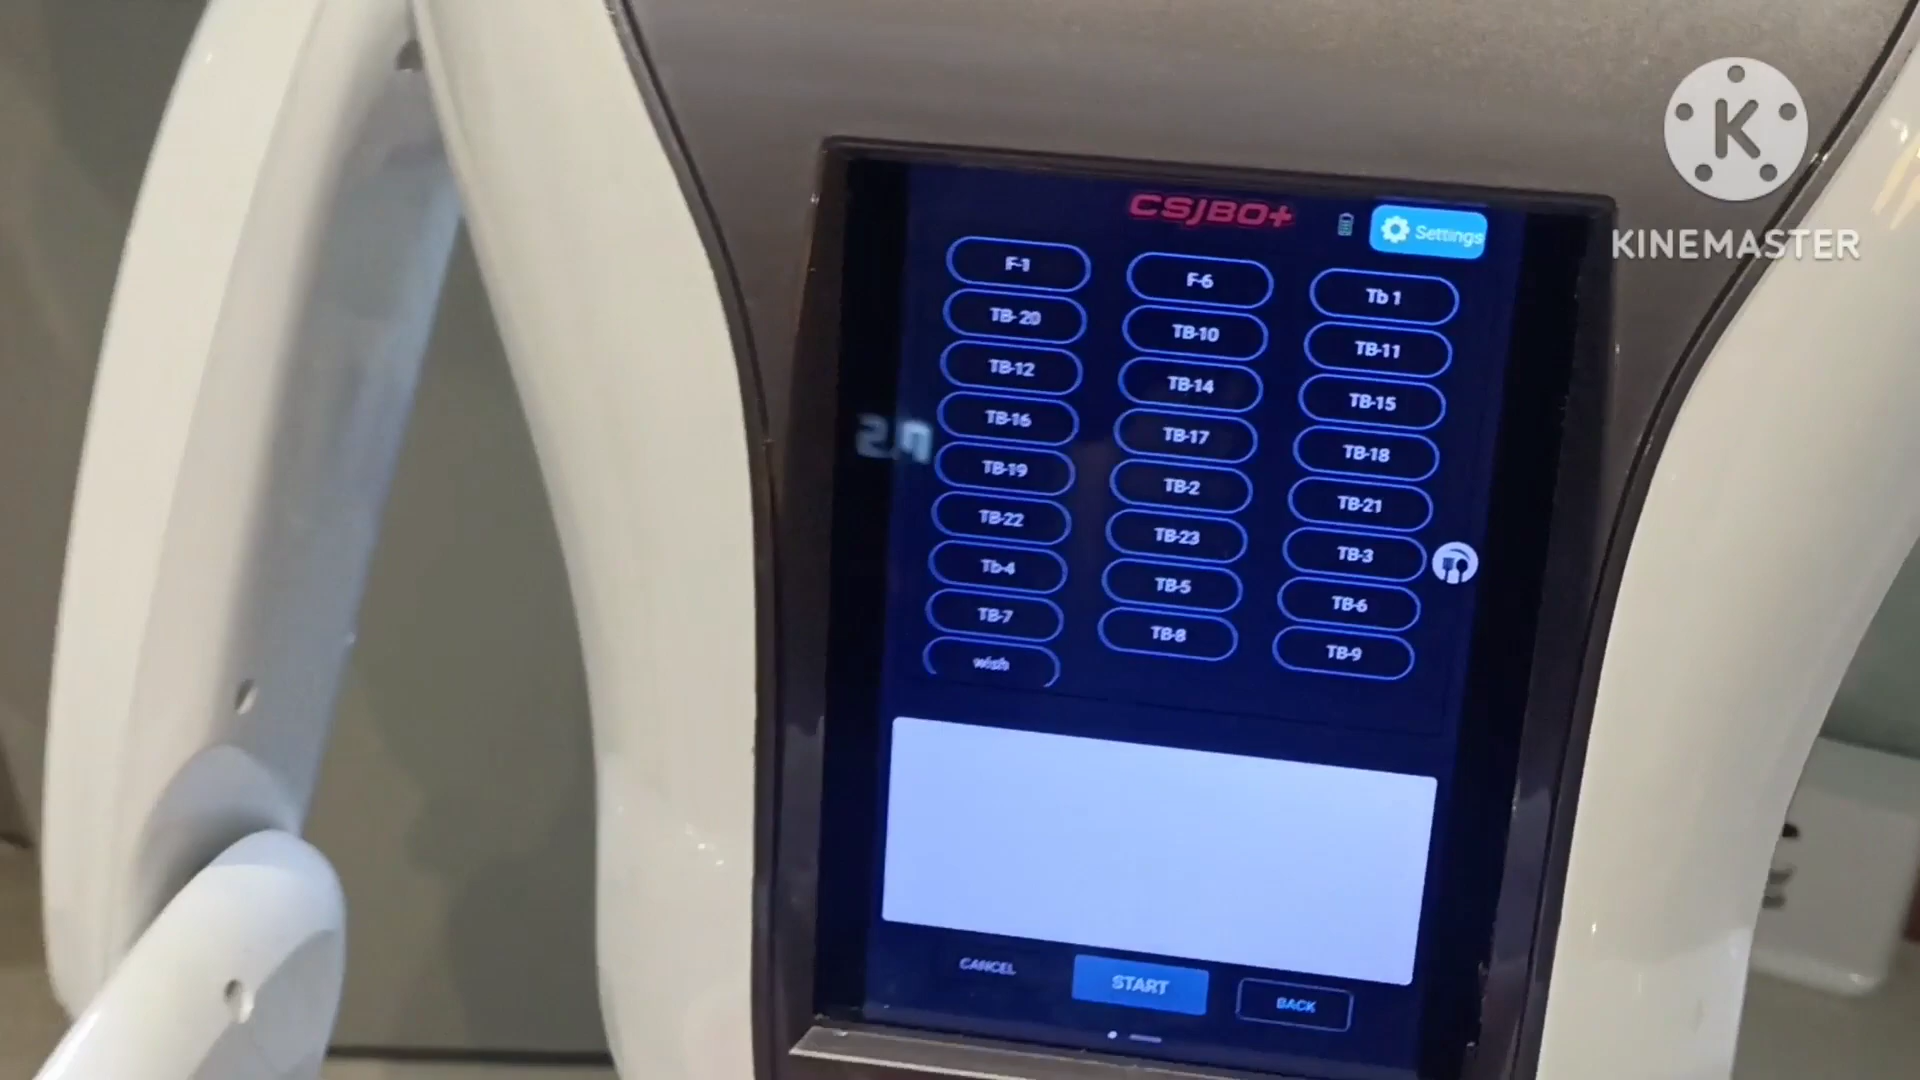 K
KINEMASTER
CSJBO+
Settings
F-1 F-6 Tb 1
TB-20 TB-10 TB-11
TB-12 TB-14 TB-15
TB-16 TB-17 TB-18
TB-19 TB-2 TB-21
TB-22 TB-23 TB-3
Tb-4 TB-5 TB-6
TB-7 TB-8 TB-9
wish
CANCEL START BACK